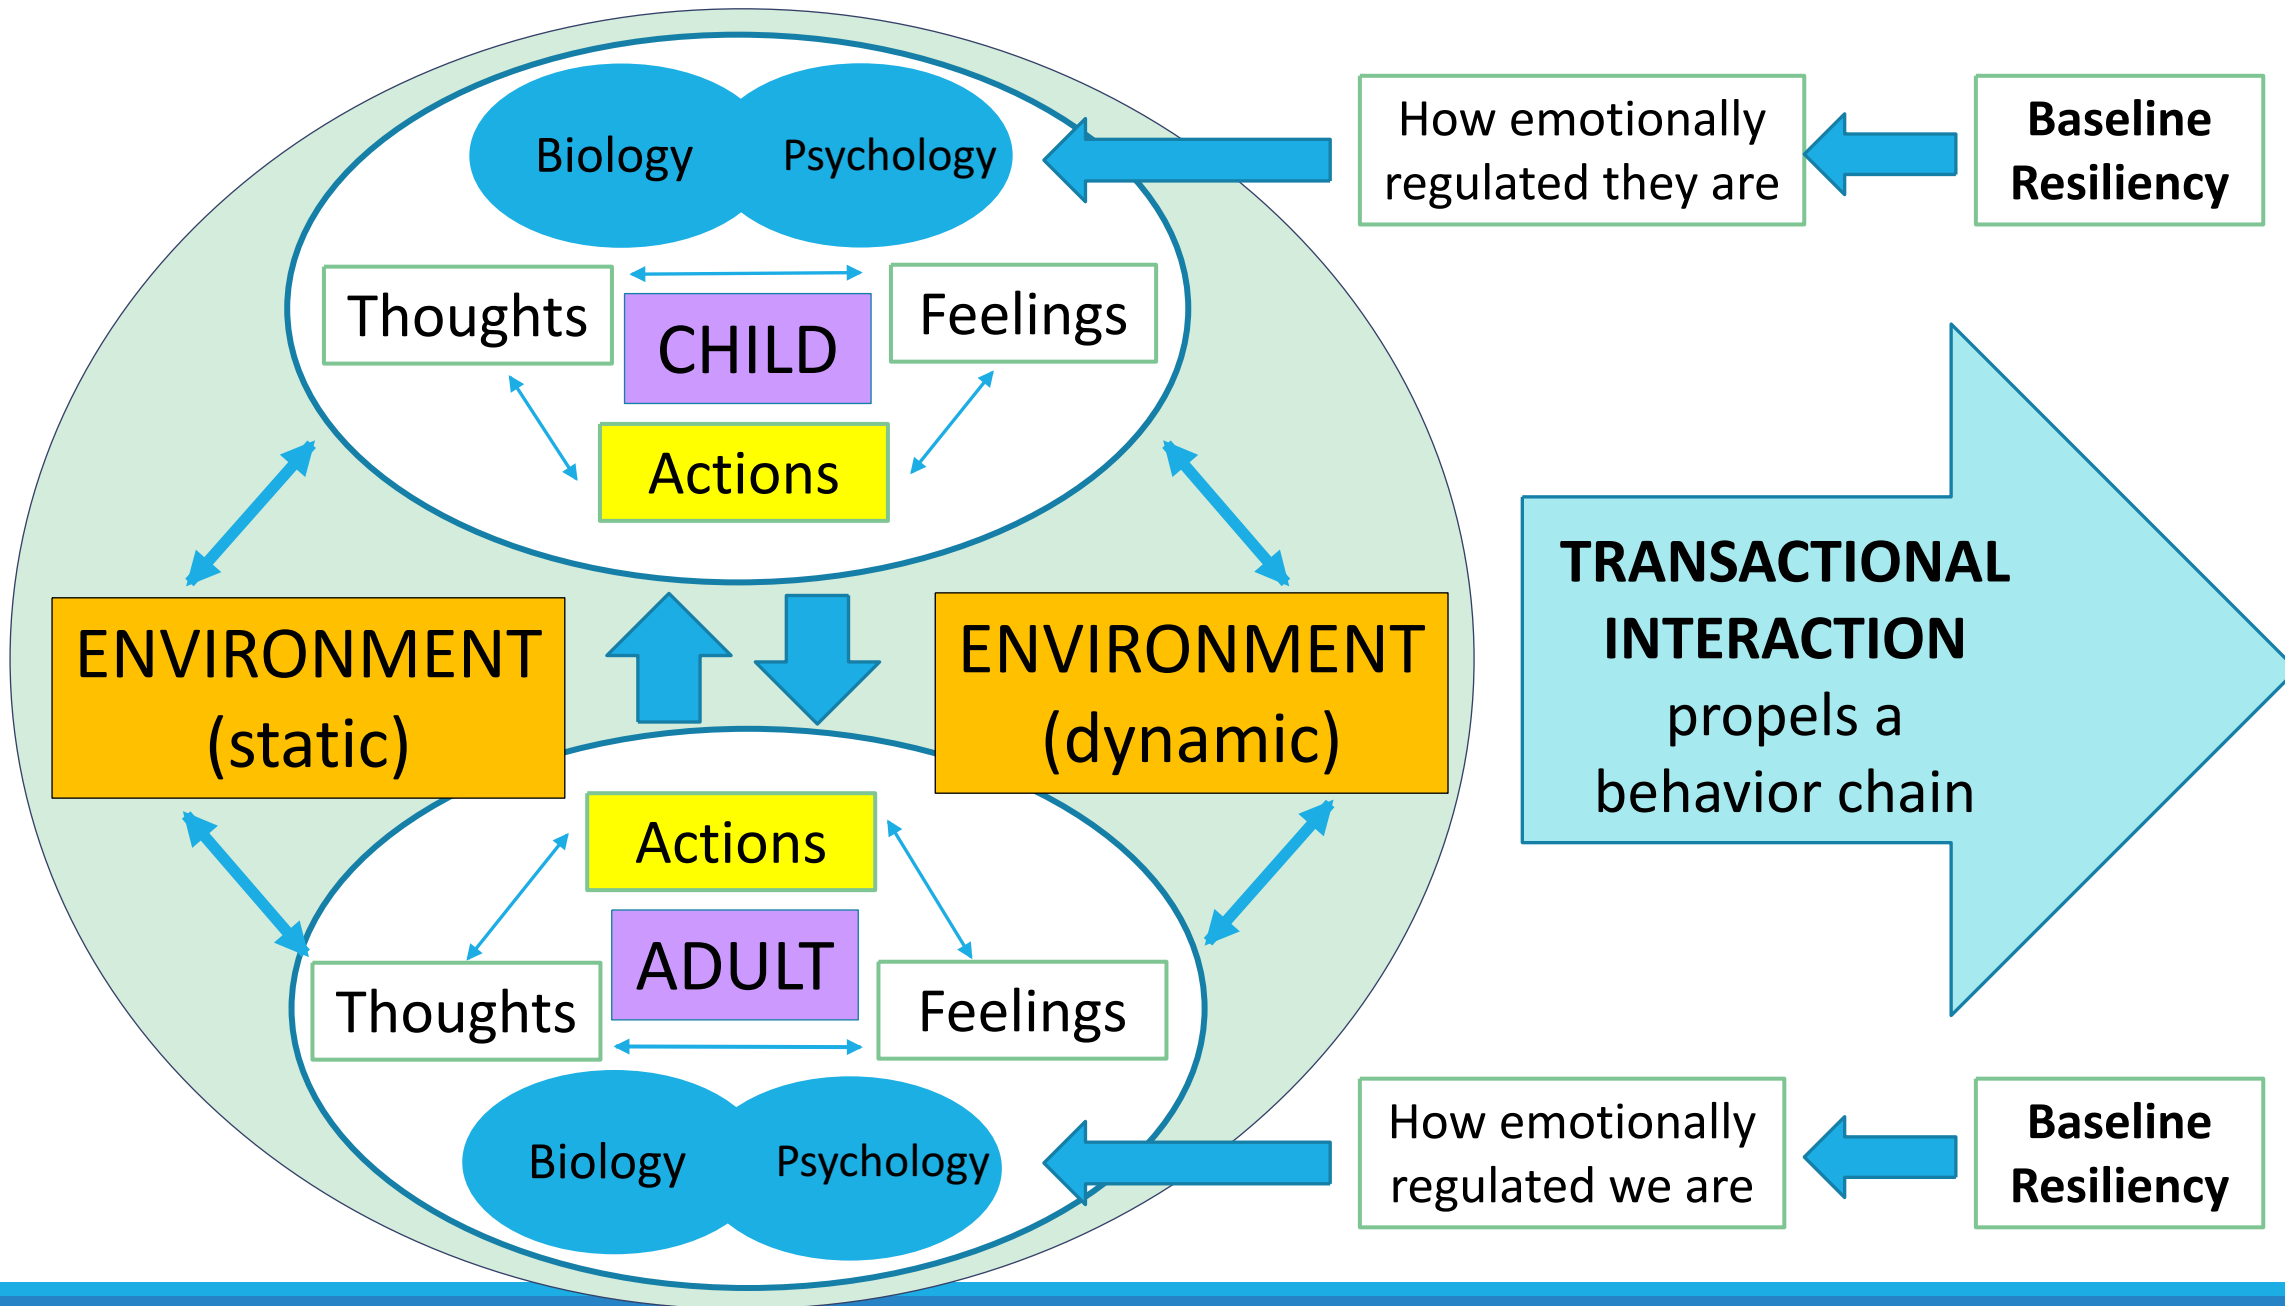 Biology
Psychology
How emotionally
regulated they are
Baseline
Resiliency
Thoughts
CHILD
Feelings
Actions
ENVIRONMENT
(static)
ENVIRONMENT
(dynamic)
TRANSACTIONAL
INTERACTION
propels a
behavior chain
Actions
ADULT
Thoughts
Feelings
Biology
Psychology
How emotionally
regulated we are
Baseline
Resiliency